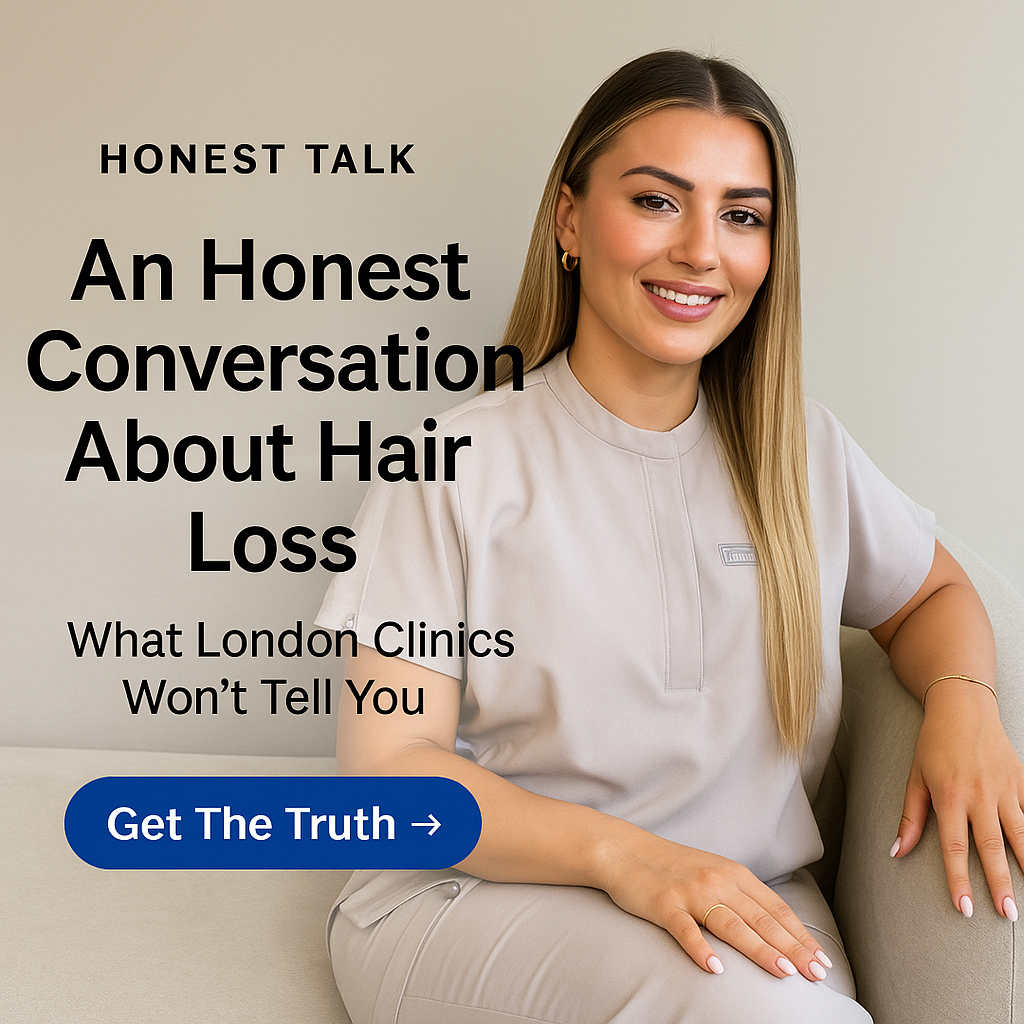 HONEST TALK
An Honest
Conversation
About Hair
Loss
What London Clinics
Won’t Tell You
Get The Truth →